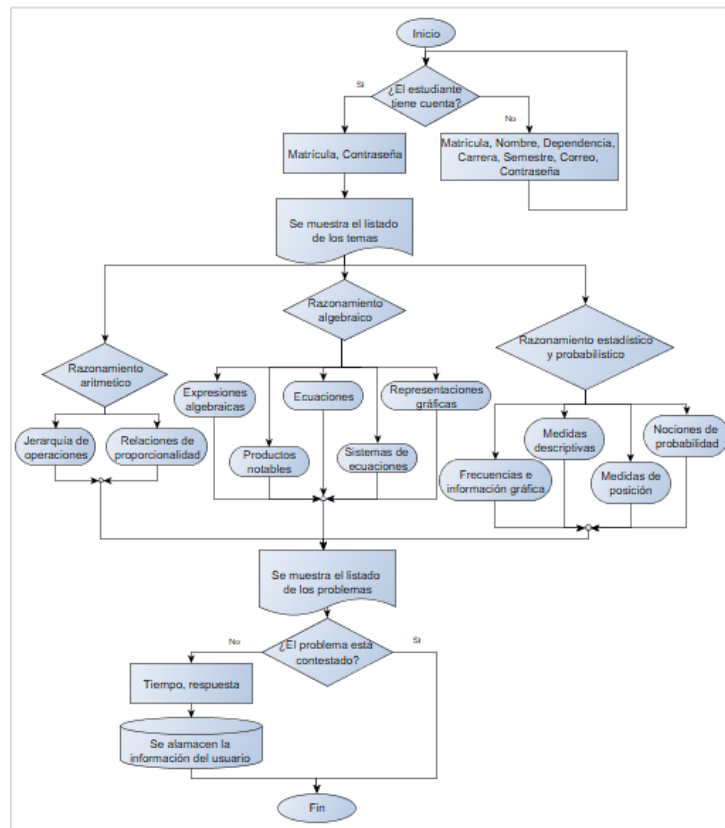 Inicio
¿El estudiante
tiene cuenta?
Si
No
Matrícula, Contraseña
Matrícula, Nombre, Dependencia,
Carrera, Semestre, Correo,
Contraseña
Se muestra el listado
de los temas
Razonamiento
aritmetico
Razonamiento
algebraico
Razonamiento estadístico
y probabilístico
Jerarquía de
operaciones
Relaciones de
proporcionalidad
Expresiones
algebraicas
Productos
notables
Ecuaciones
Sistemas de
ecuaciones
Representaciones
gráficas
Frecuencias e
información gráfica
Medidas
descriptivas
Medidas de
posición
Nociones de
probabilidad
Se muestra el listado
de los problemas
¿El problema está
contestado?
No
Si
Tiempo, respuesta
Se alamacen la
información del usuario
Fin